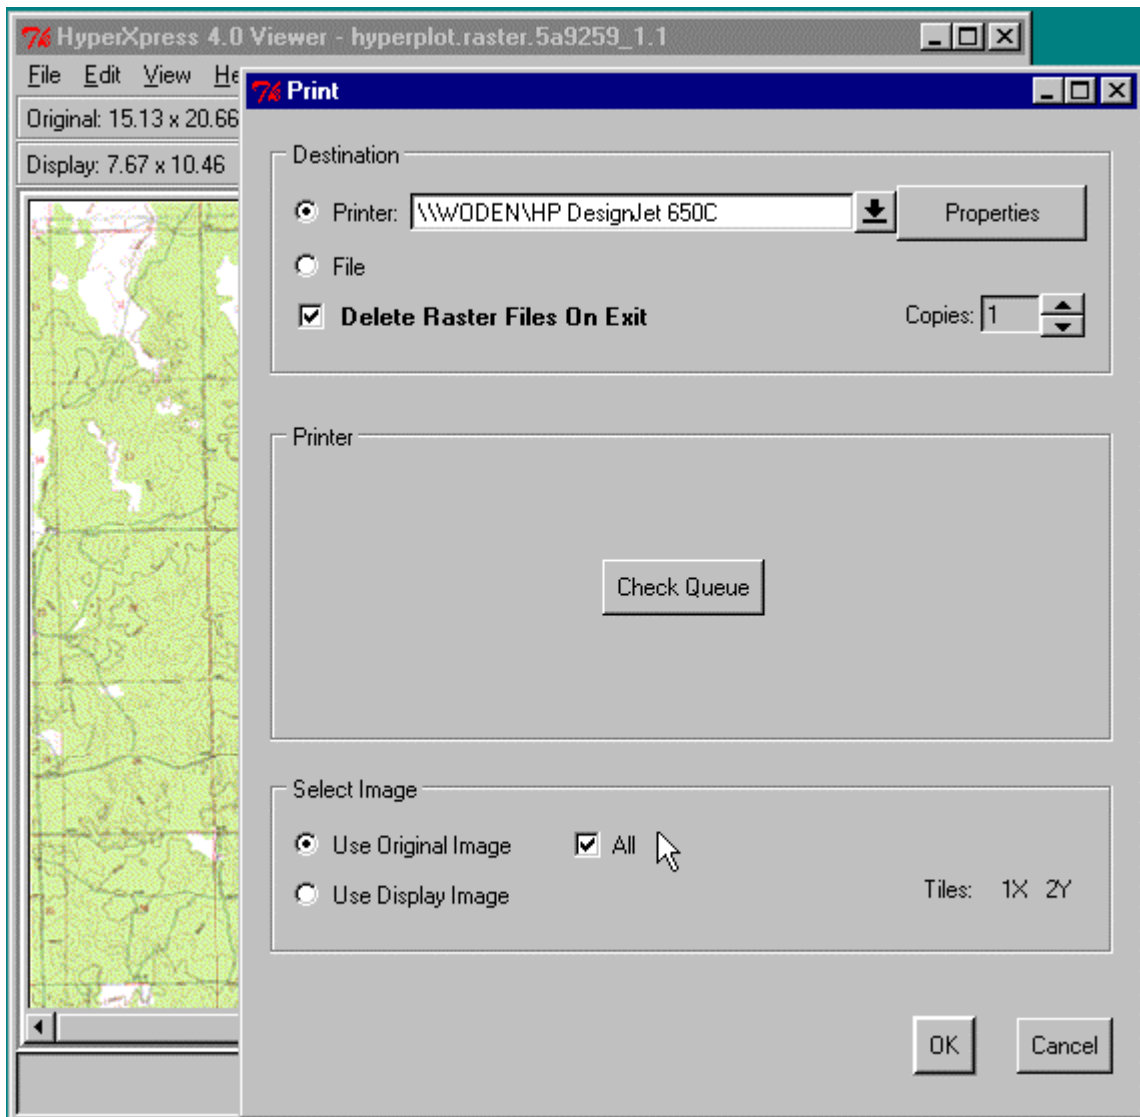 HyperXpress 4.0 Viewer - hyperplot.raster.5a9259_1.1
File Edit View He
Original: 15.13 x 20.66
Display: 7.67 x 10.46
Print
Destination
Printer: \\WODEN\HP DesignJet 650C Properties
File
Delete Raster Files On Exit Copies: 1
Printer
Check Queue
Select Image
Use Original Image All
Use Display Image Tiles: 1X 2Y
OK Cancel